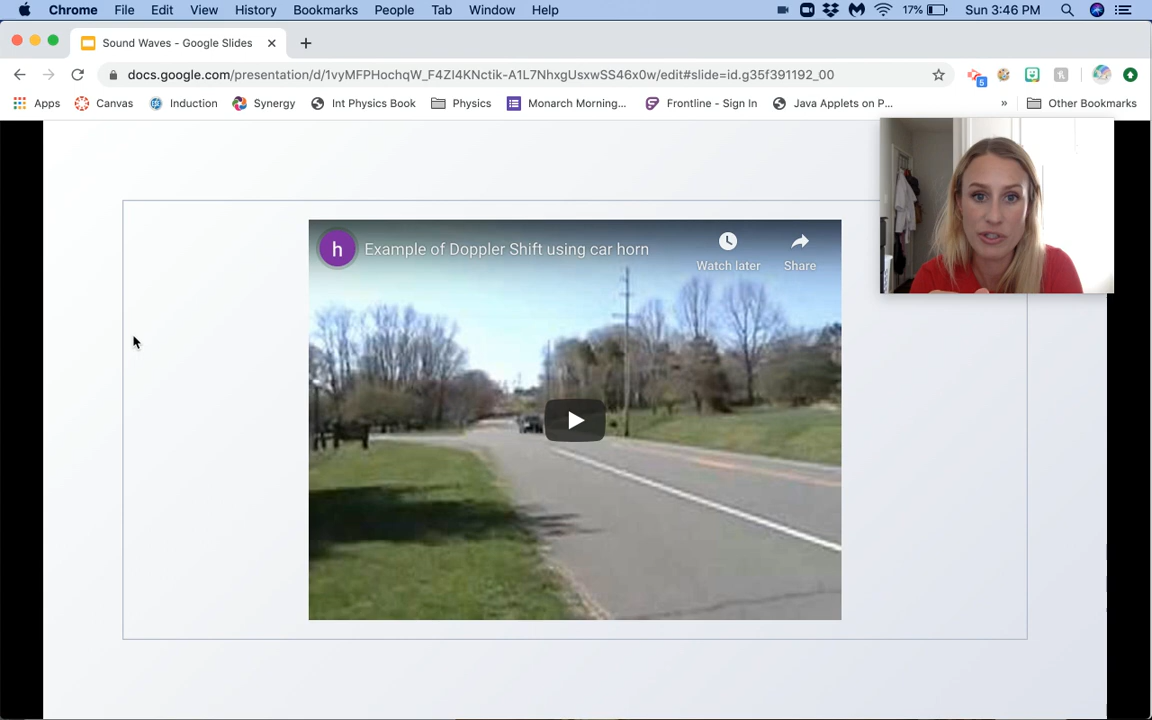 Chrome File Edit View History Bookmarks People Tab Window Help 17% Sun 3:46 PM
Sound Waves - Google Slides
docs.google.com/presentation/d/1vyMFPHochqW_F4ZI4KNctik-A1L7NhxgUsxwSS46x0w/edit#slide=id.g35f391192_00
5
Apps Canvas Induction Synergy Int Physics Book Physics Monarch Morning... Frontline - Sign In Java Applets on P... » Other Bookmarks
h Example of Doppler Shift using car horn
Watch later Share